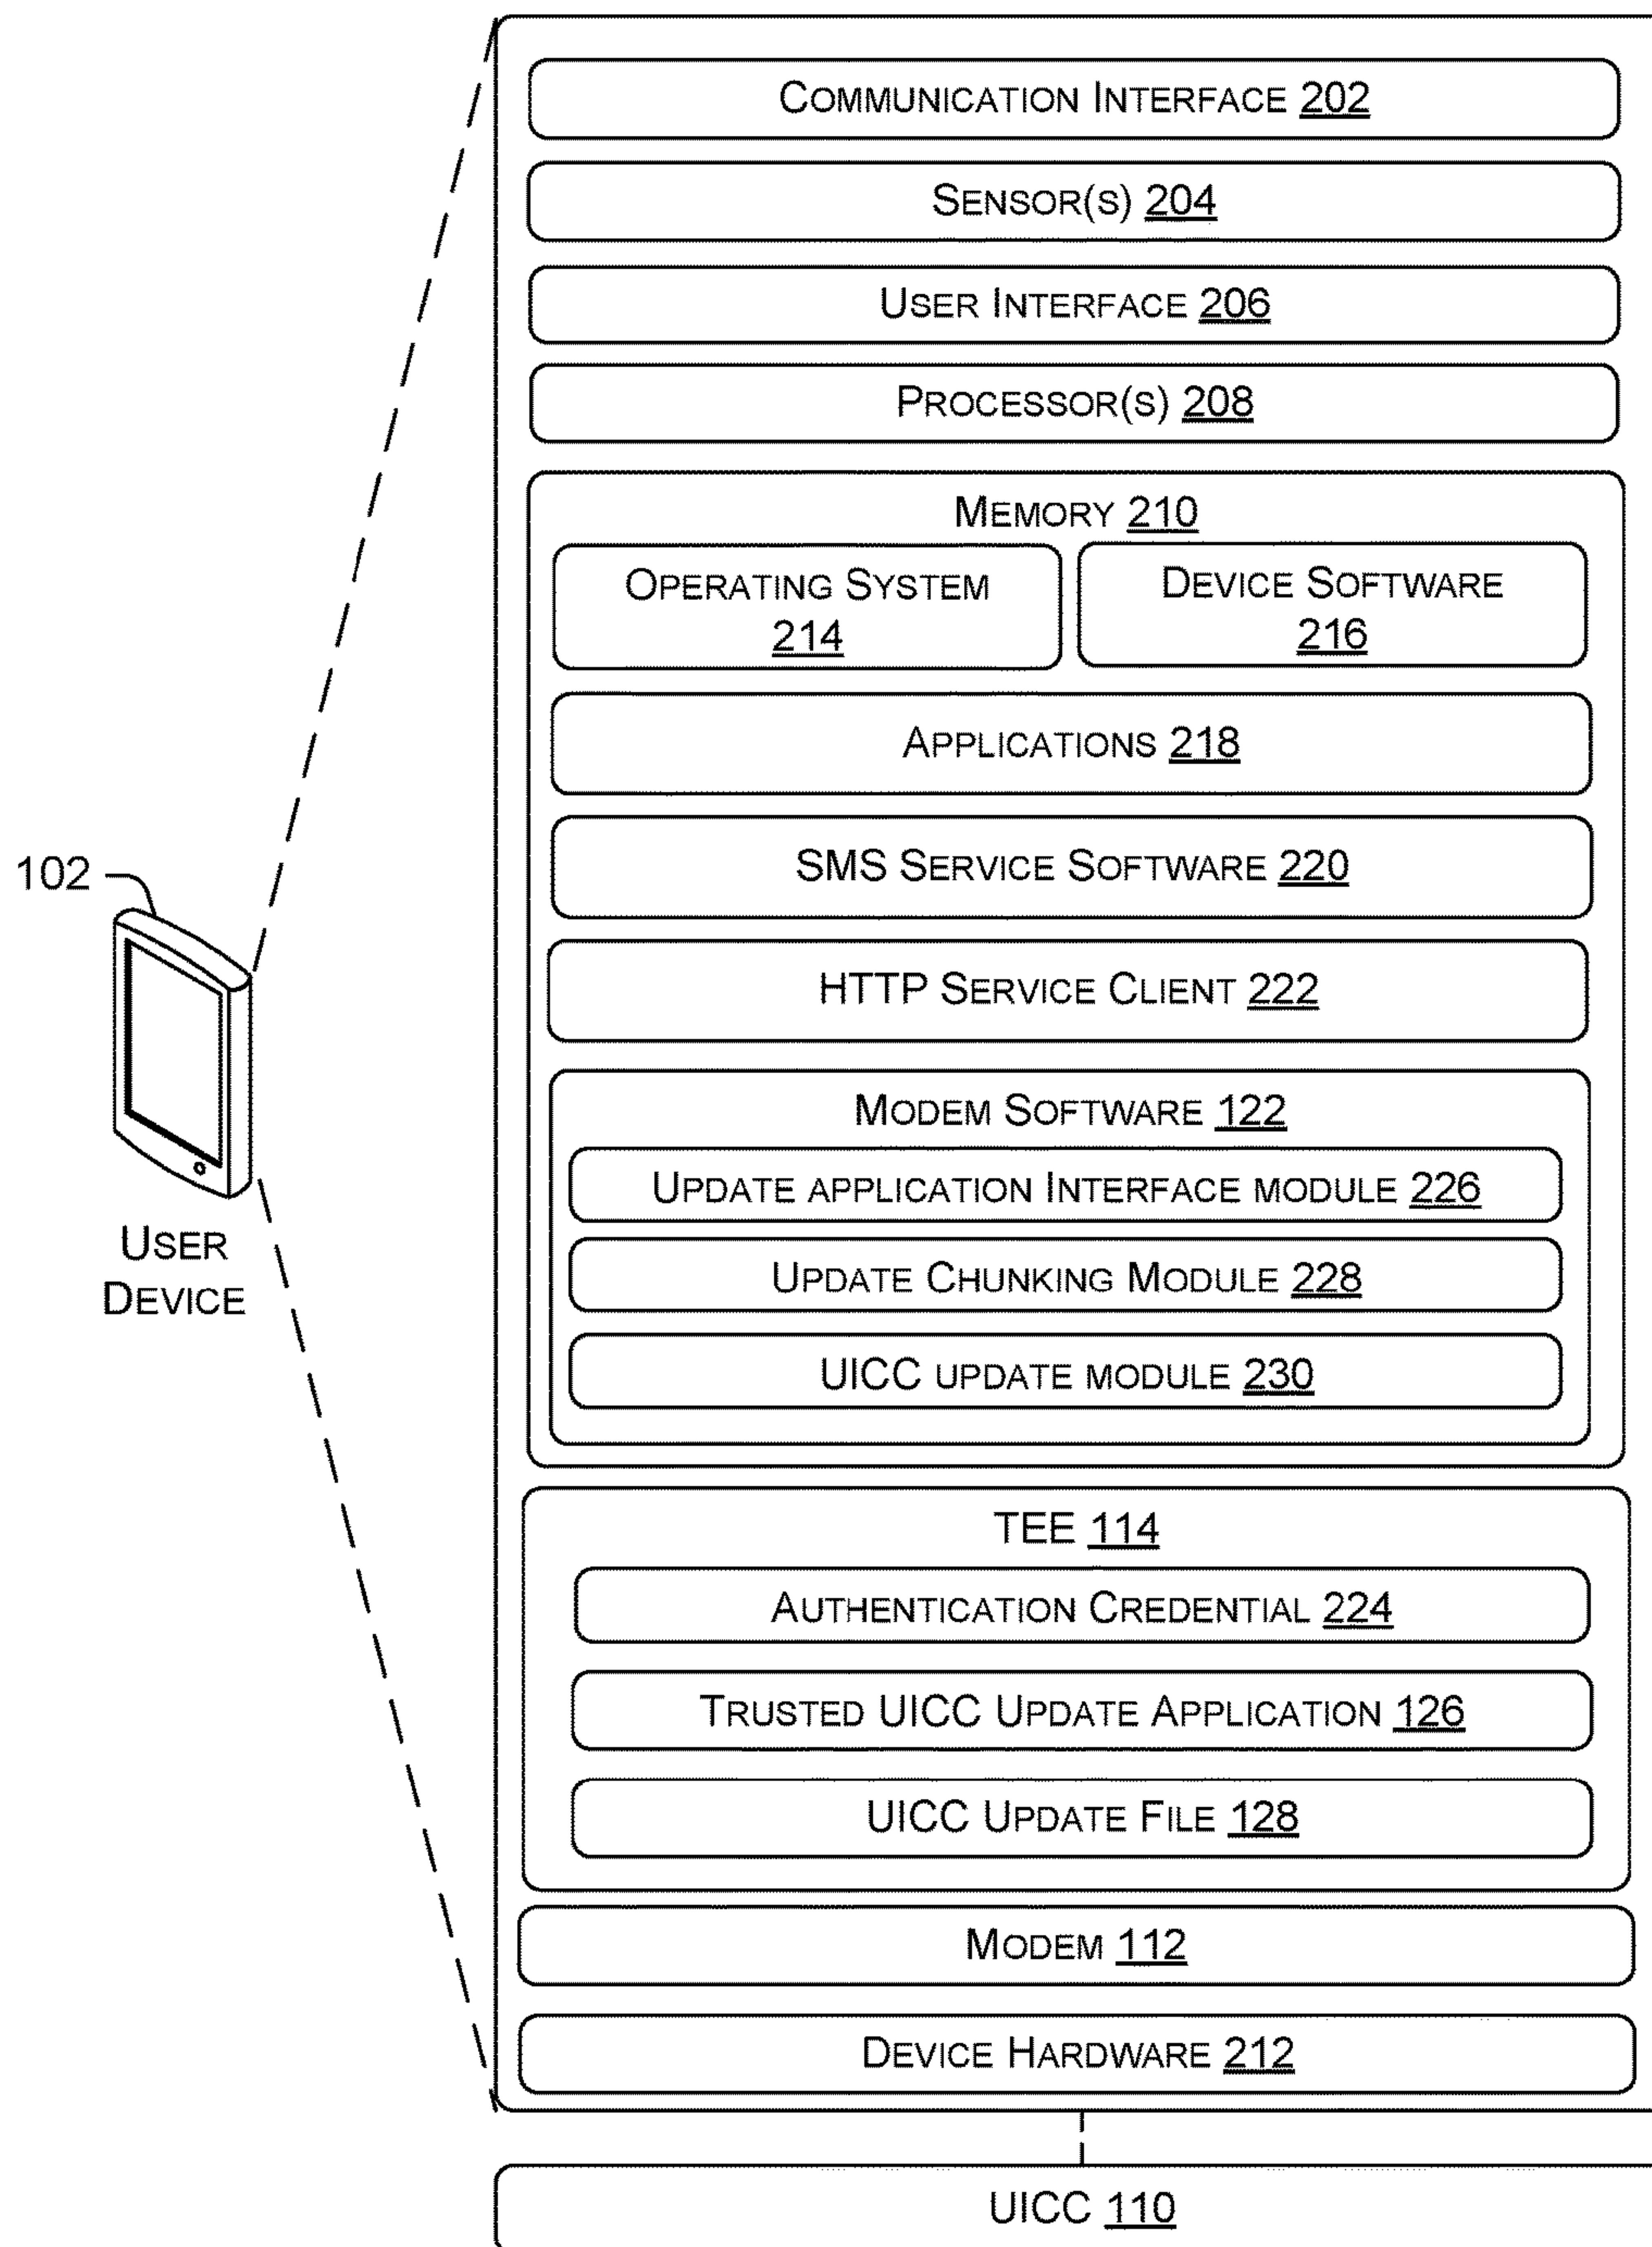 COMMUNICATION INTERFACE 202
SENSOR(S) 204
USER INTERFACE 206
PROCESSOR(S) 208
MEMORY 210
OPERATING SYSTEM
214
DEVICE SOFTWARE
216
APPLICATIONS 218
SMS SERVICE SOFTWARE 220
HTTP SERVICE CLIENT 222
MODEM SOFTWARE 122
UPDATE APPLICATION INTERFACE MODULE 226
UPDATE CHUNKING MODULE 228
UICC UPDATE MODULE 230
TEE 114
AUTHENTICATION CREDENTIAL 224
TRUSTED UICC UPDATE APPLICATION 126
UICC UPDATE FILE 128
MODEM 112
DEVICE HARDWARE 212
UICC 110
102
USER
DEVICE